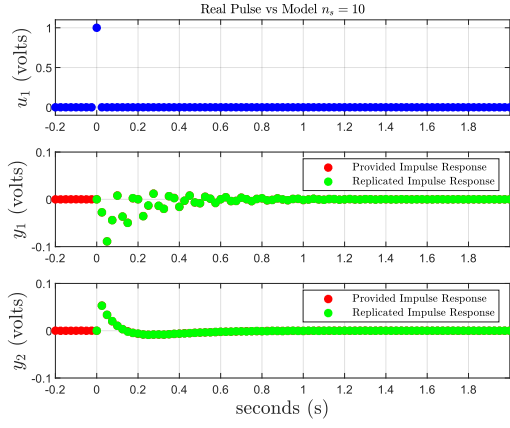 Real Pulse vs Model n_s = 10
u_1 (volts)
1
0.5
0
-0.2 0 0.2 0.4 0.6 0.8 1 1.2 1.4 1.6 1.8
y_1 (volts)
0.1
0
-0.1
Provided Impulse Response
Replicated Impulse Response
-0.2 0 0.2 0.4 0.6 0.8 1 1.2 1.4 1.6 1.8
y_2 (volts)
0.1
0
-0.1
Provided Impulse Response
Replicated Impulse Response
-0.2 0 0.2 0.4 0.6 0.8 1 1.2 1.4 1.6 1.8
seconds (s)